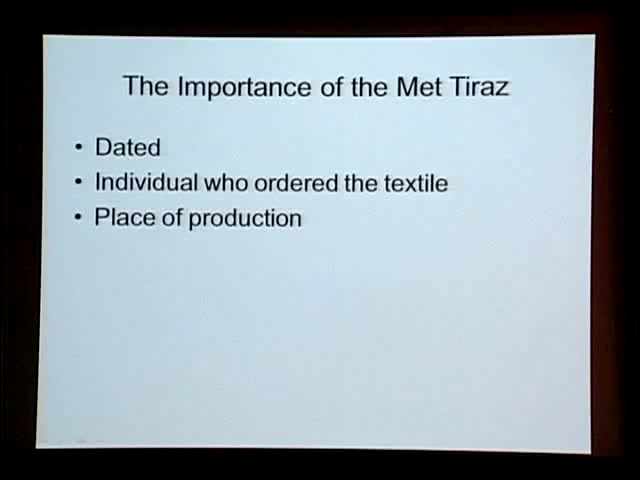 The Importance of the Met Tiraz
• Dated
• Individual who ordered the textile
• Place of production